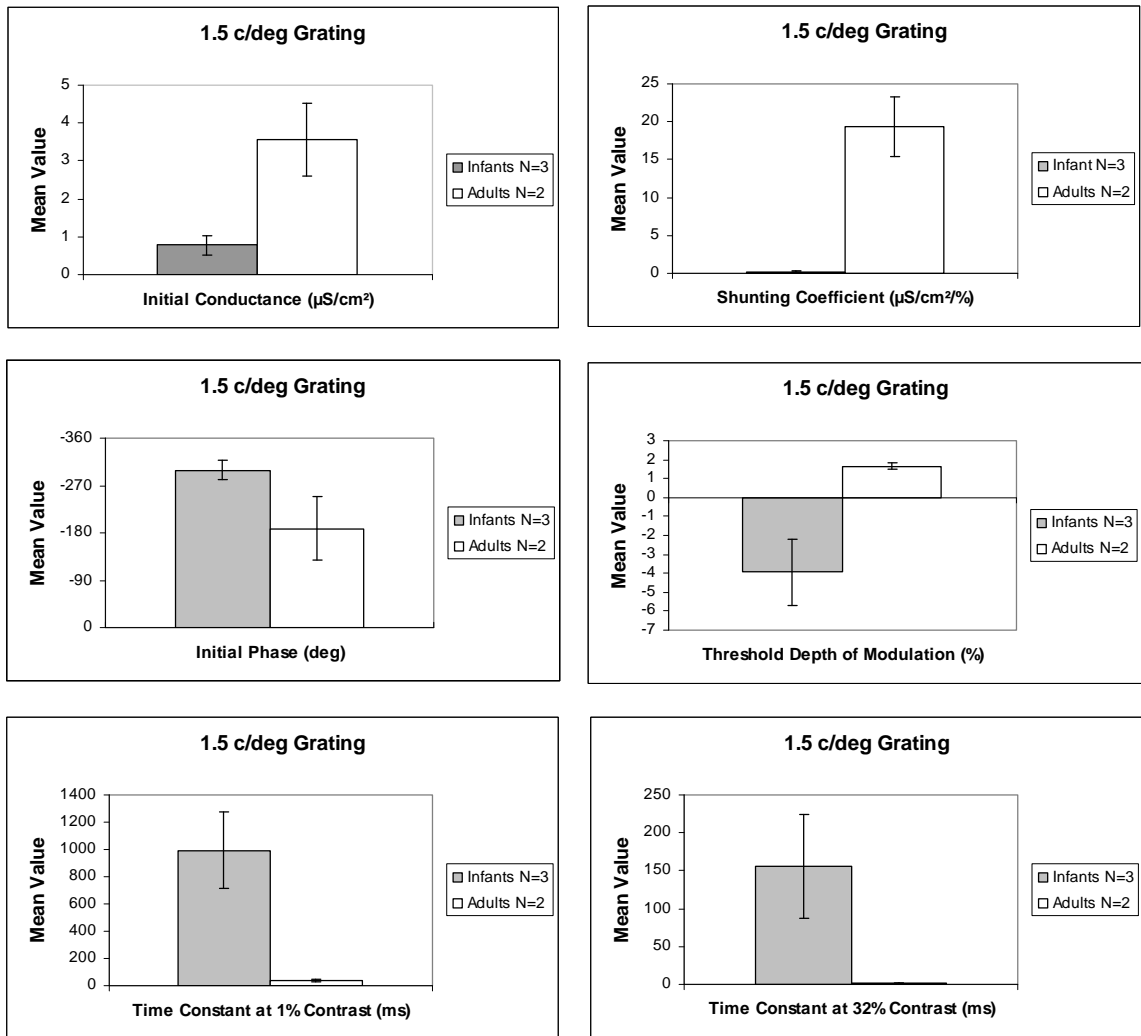 1.5 c/deg Grating
5
4
3
2
1
0
Mean Value
Initial Conductance (µS/cm²)
Infants N=3
Adults N=2
1.5 c/deg Grating
25
20
15
10
5
0
Mean Value
Shunting Coefficient (µS/cm²/%)
Infant N=3
Adults N=2
1.5 c/deg Grating
-360
-270
-180
-90
0
Mean Value
Initial Phase (deg)
Infants N=3
Adults N=2
1.5 c/deg Grating
3
2
1
0
-1
-2
-3
-4
-5
-6
-7
Mean Value
Threshold Depth of Modulation (%)
Infants N=3
Adults N=2
1.5 c/deg Grating
1400
1200
1000
800
600
400
200
0
Mean Value
Time Constant at 1% Contrast (ms)
Infants N=3
Adults N=2
1.5 c/deg Grating
250
200
150
100
50
0
Mean Value
Time Constant at 32% Contrast (ms)
Infants N=3
Adults N=2